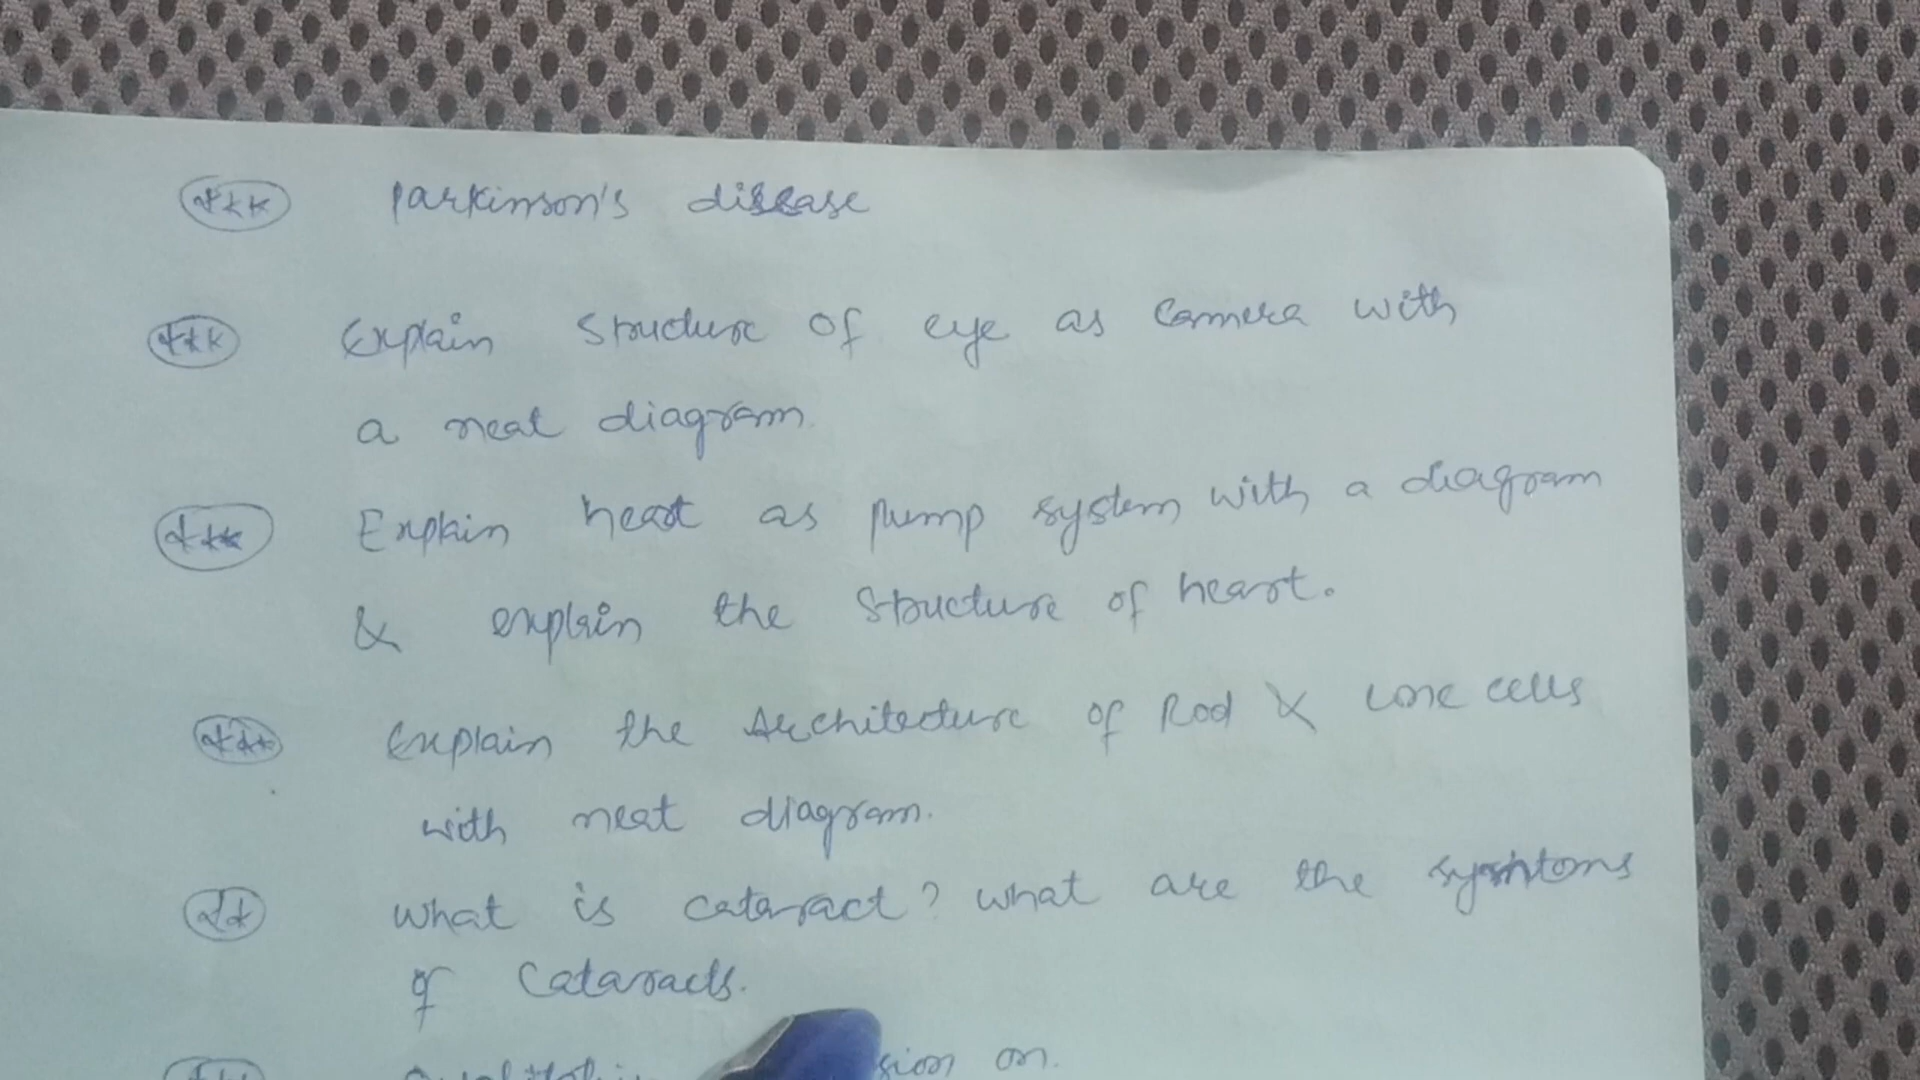 *** Parkinson's disease
*** Explain Structure of eye as Camera with
a neat diagram.
*** Explain heart as pump system with a diagram
& explain the Structure of heart.
*** Explain the Architecture of Rod & cone cells
with neat diagram.
** What is cataract? what are the symtoms
of Cataracts.
on.